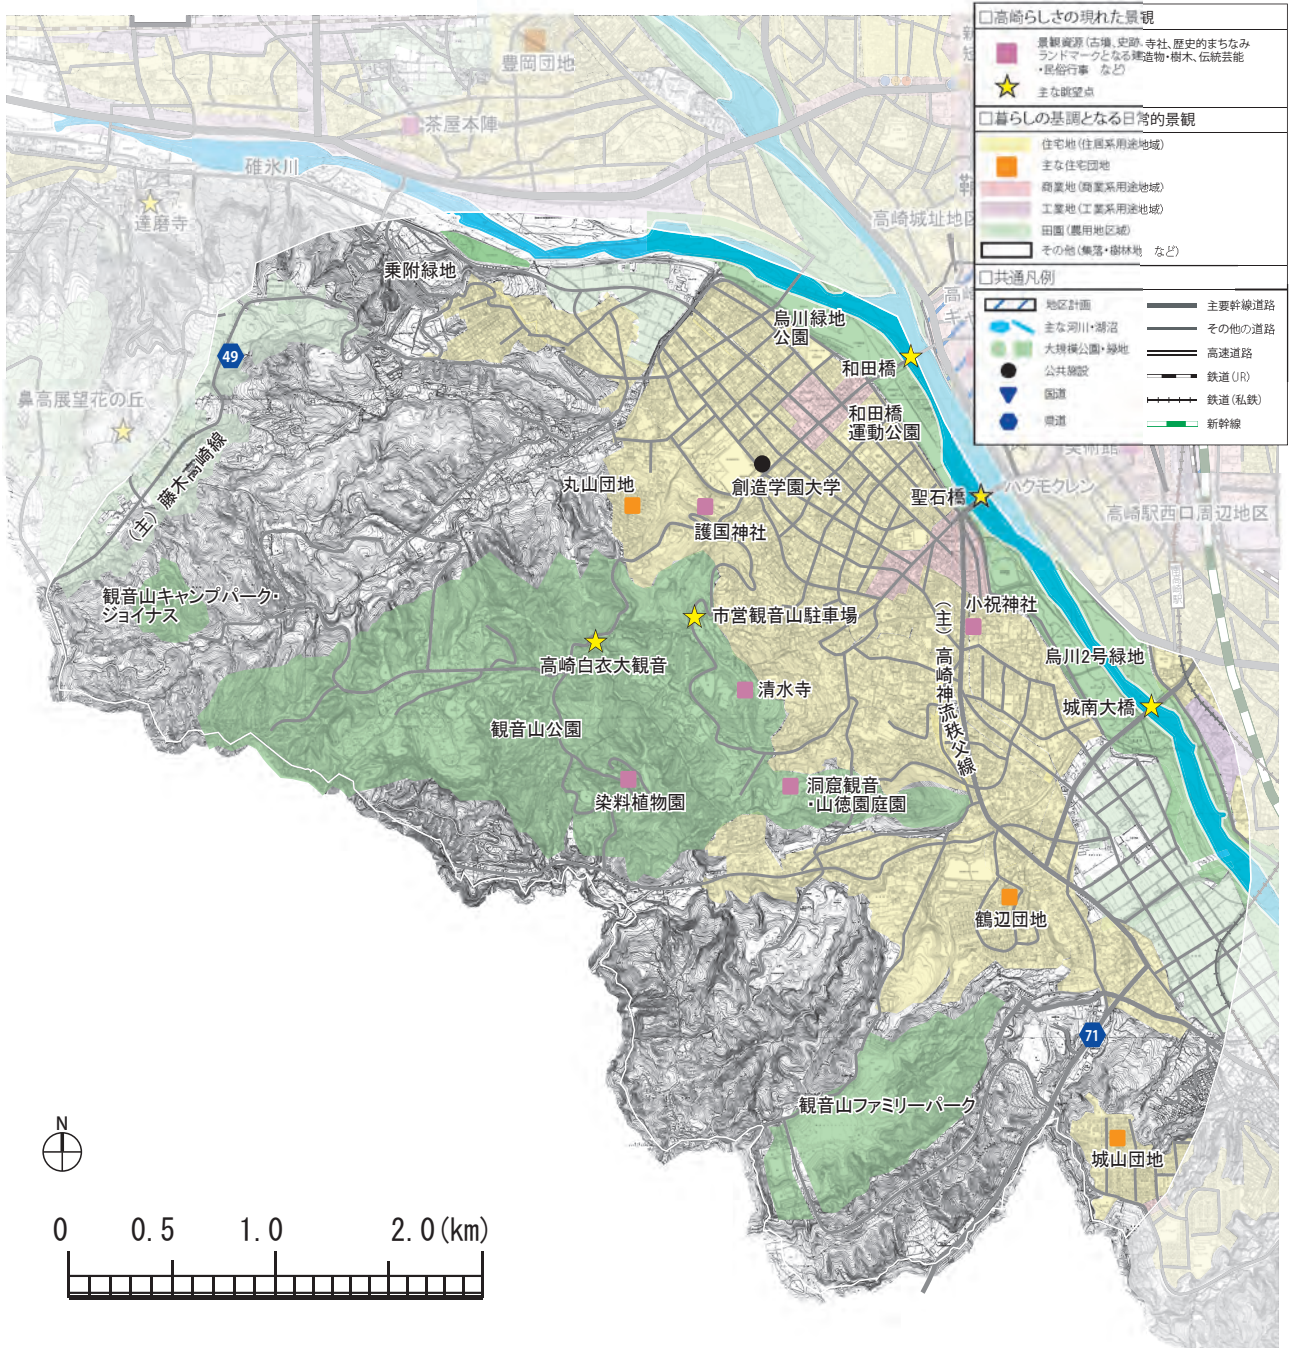 □高崎らしさの現れた景観
景観資源(古墳、史跡、寺社、歴史的まちなみ
ランドマークとなる建造物・樹木、伝統芸能
・民俗行事 など)
主な眺望点
□暮らしの基調となる日常的景観
住宅地(住居系用途地域)
主な住宅団地
商業地(商業系用途地域)
工業地(工業系用途地域)
田園(農用地区域)
その他(集落・樹林地 など)
□共通凡例
地区計画
主な河川・湖沼
大規模公園・緑地
公共施設
国道
県道
主要幹線道路
その他の道路
高速道路
鉄道(JR)
鉄道(私鉄)
新幹線
豊岡団地
茶屋本陣
碓氷川
達磨寺
高崎城址地区
乗附緑地
烏川緑地
公園
和田橋
49
鼻高展望花の丘
和田橋
運動公園
(主)藤木高崎線
美術館
創造学園大学
丸山団地
護国神社
聖石橋
ハクモクレン
高崎駅西口周辺地区
観音山キャンプパーク・
ジョイナス
市営観音山駐車場
小祝神社
高崎白衣大観音
(主)高崎神流秩父線
烏川2号緑地
清水寺
城南大橋
観音山公園
洞窟観音
・山徳園庭園
染料植物園
鶴辺団地
71
観音山ファミリーパーク
城山団地
N
0 0.5 1.0 2.0(km)